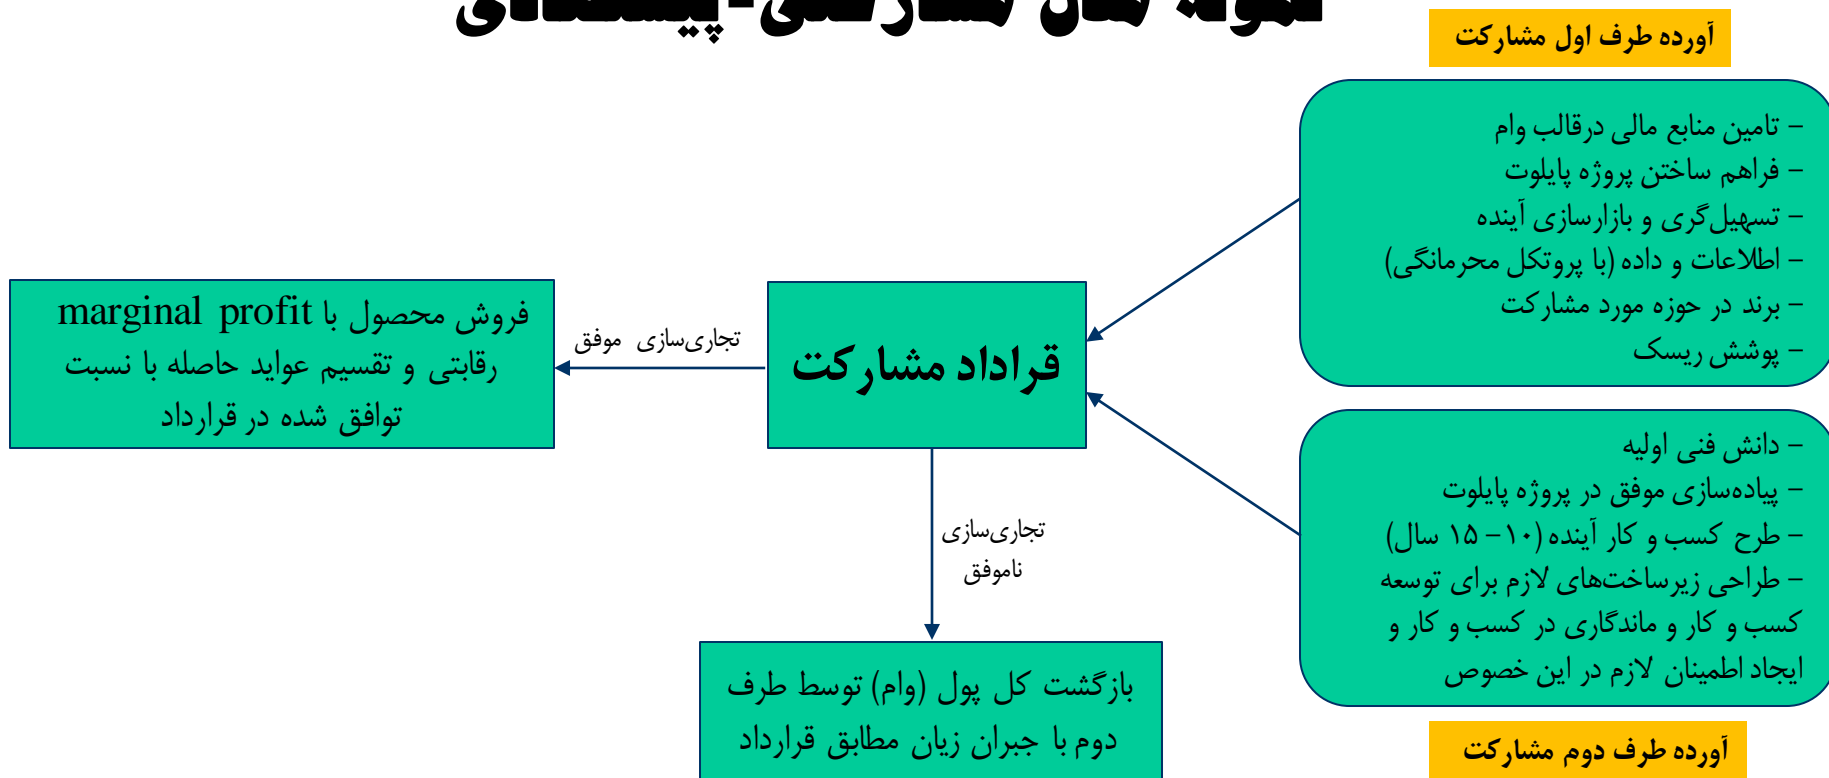 آورده طرف اول مشارکت
- تامین منابع مالی درقالب وام
- فراهم ساختن پروژه پایلوت
- تسهیل‌گری و بازارسازی آینده
- اطلاعات و داده (با پروتکل محرمانگی)
- برند در حوزه مورد مشارکت
- پوشش ریسک
قراداد مشارکت
تجاری‌سازی موفق
فروش محصول با marginal profit
رقابتی و تقسیم عواید حاصله با نسبت
توافق شده در قرارداد
- دانش فنی اولیه
- پیاده‌سازی موفق در پروژه پایلوت
- طرح کسب و کار آینده (۱۰- ۱۵ سال)
- طراحی زیرساخت‌های لازم برای توسعه
کسب و کار و ماندگاری در کسب و کار و
ایجاد اطمینان لازم در این خصوص
تجاری‌سازی
ناموفق
بازگشت کل پول (وام) توسط طرف
دوم با جبران زیان مطابق قرارداد
آورده طرف دوم مشارکت